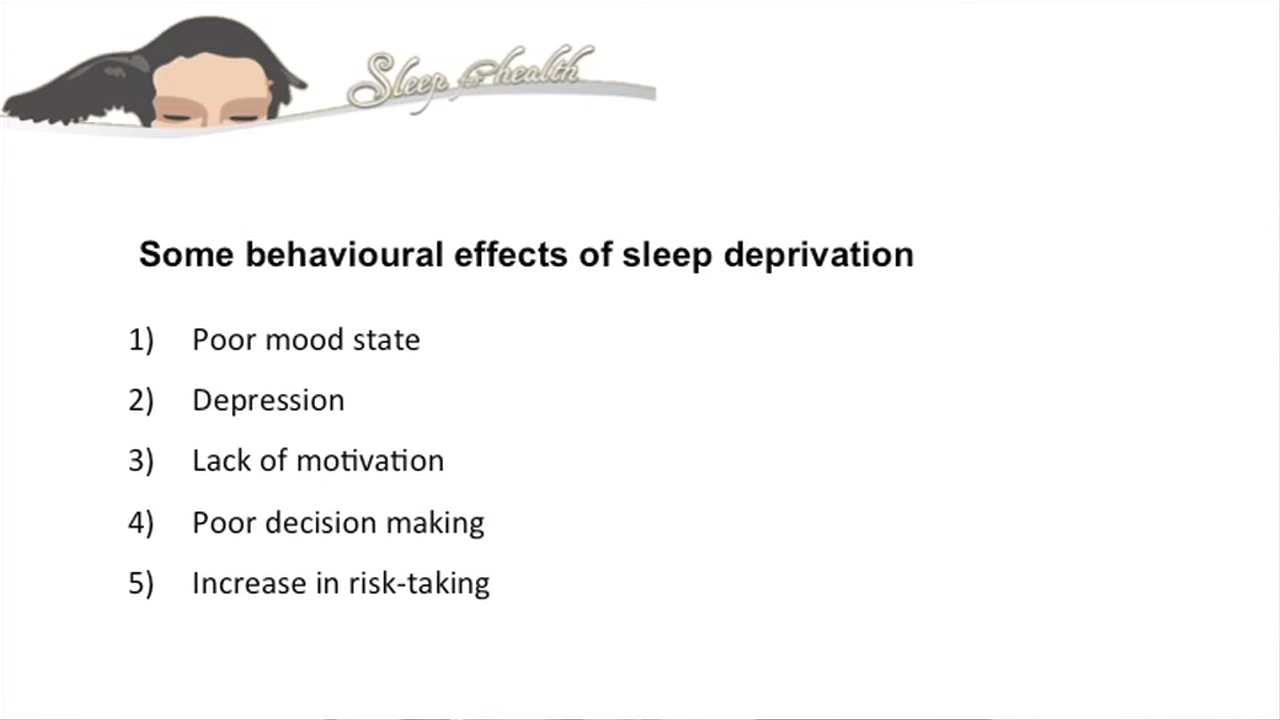 Sleep for health
Some behavioural effects of sleep deprivation
1) Poor mood state
2) Depression
3) Lack of motivation
4) Poor decision making
5) Increase in risk-taking